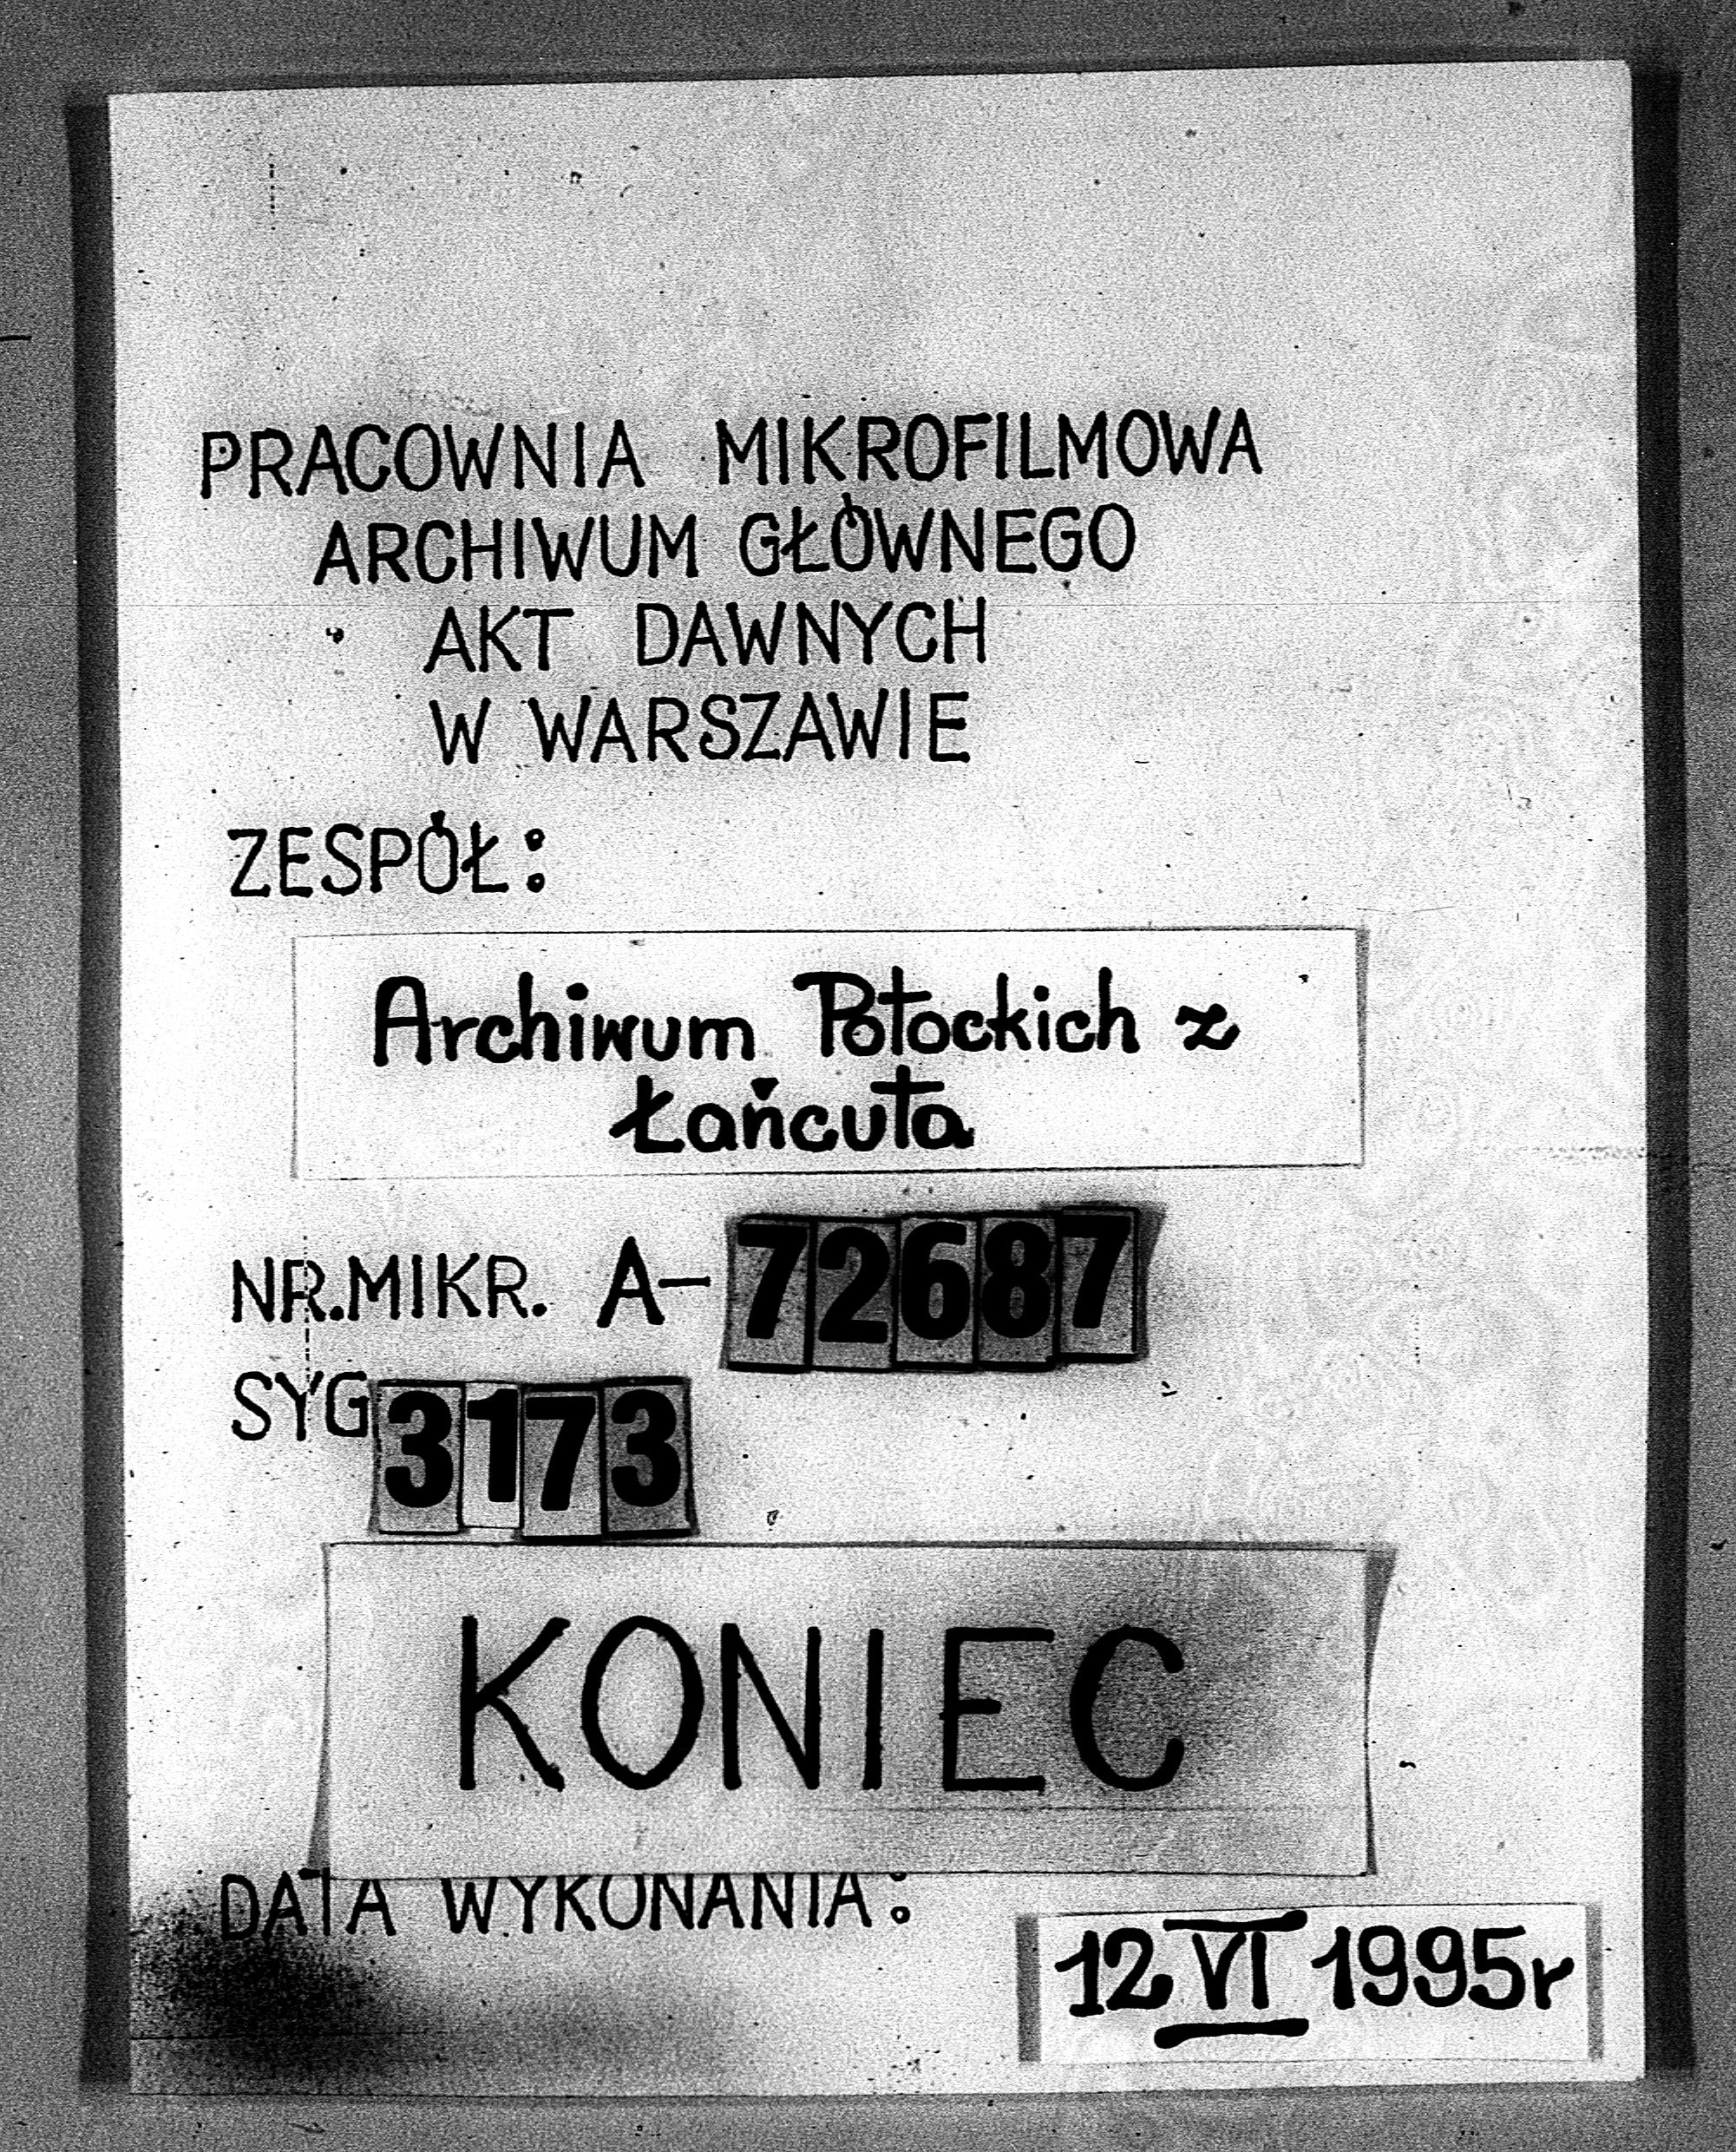 PRACOWNIA MIKROFILMOWA
ARCHIWUM GŁÓWNEGO
AKT DAWNYCH
W WARSZAWIE
ZESPÓŁ:
Archiwum Potockich z
Łańcuta
NR.MIKR. A-72687
SYG 3173
KONIEC
DATA WYKONANIA:
12 VI 1995r